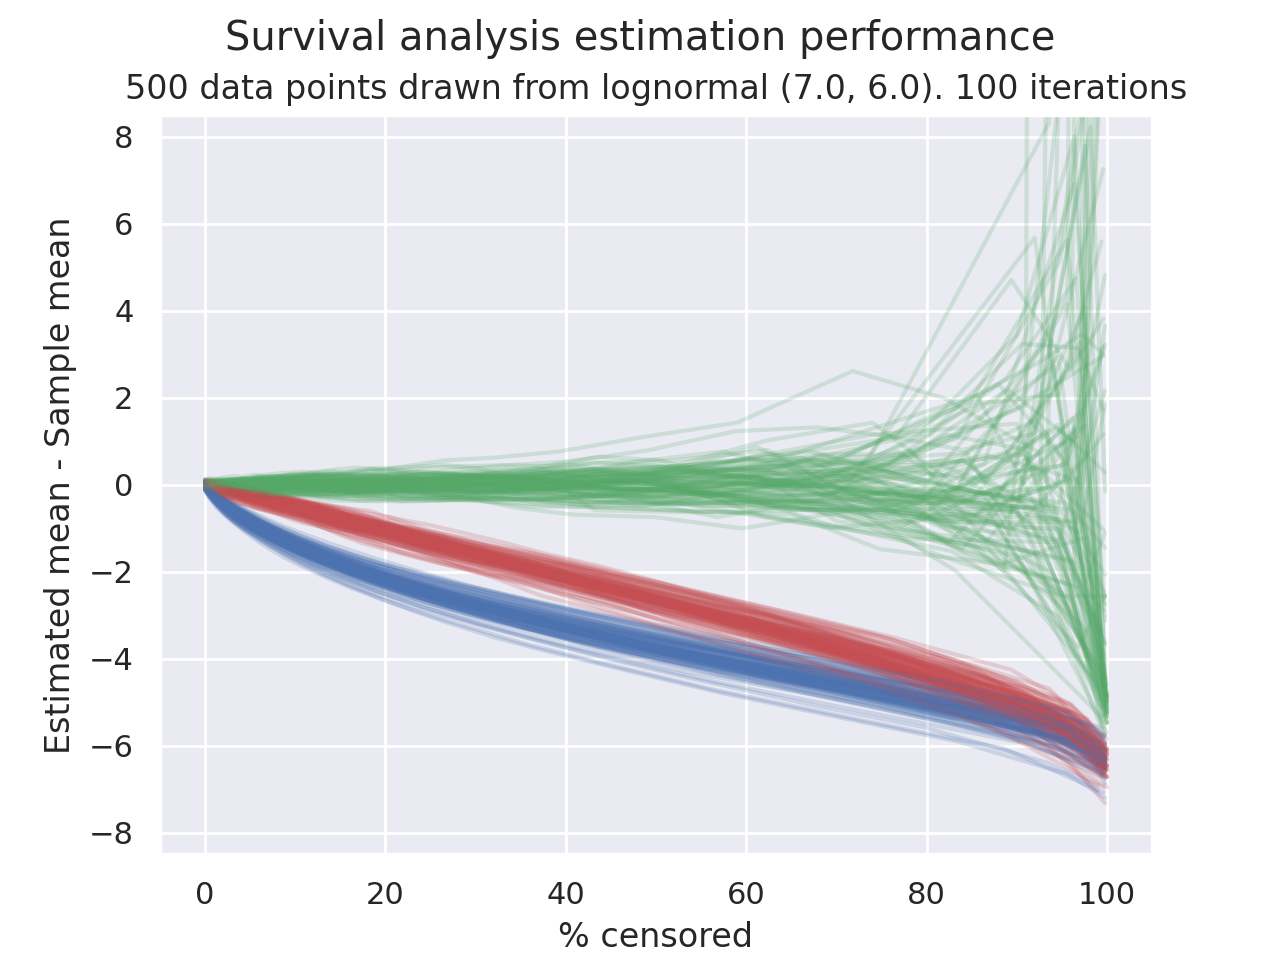 Survival analysis estimation performance
500 data points drawn from lognormal (7.0, 6.0). 100 iterations
8
6
4
2
0
−2
−4
−6
−8
Estimated mean - Sample mean
0 20 40 60 80 100
% censored